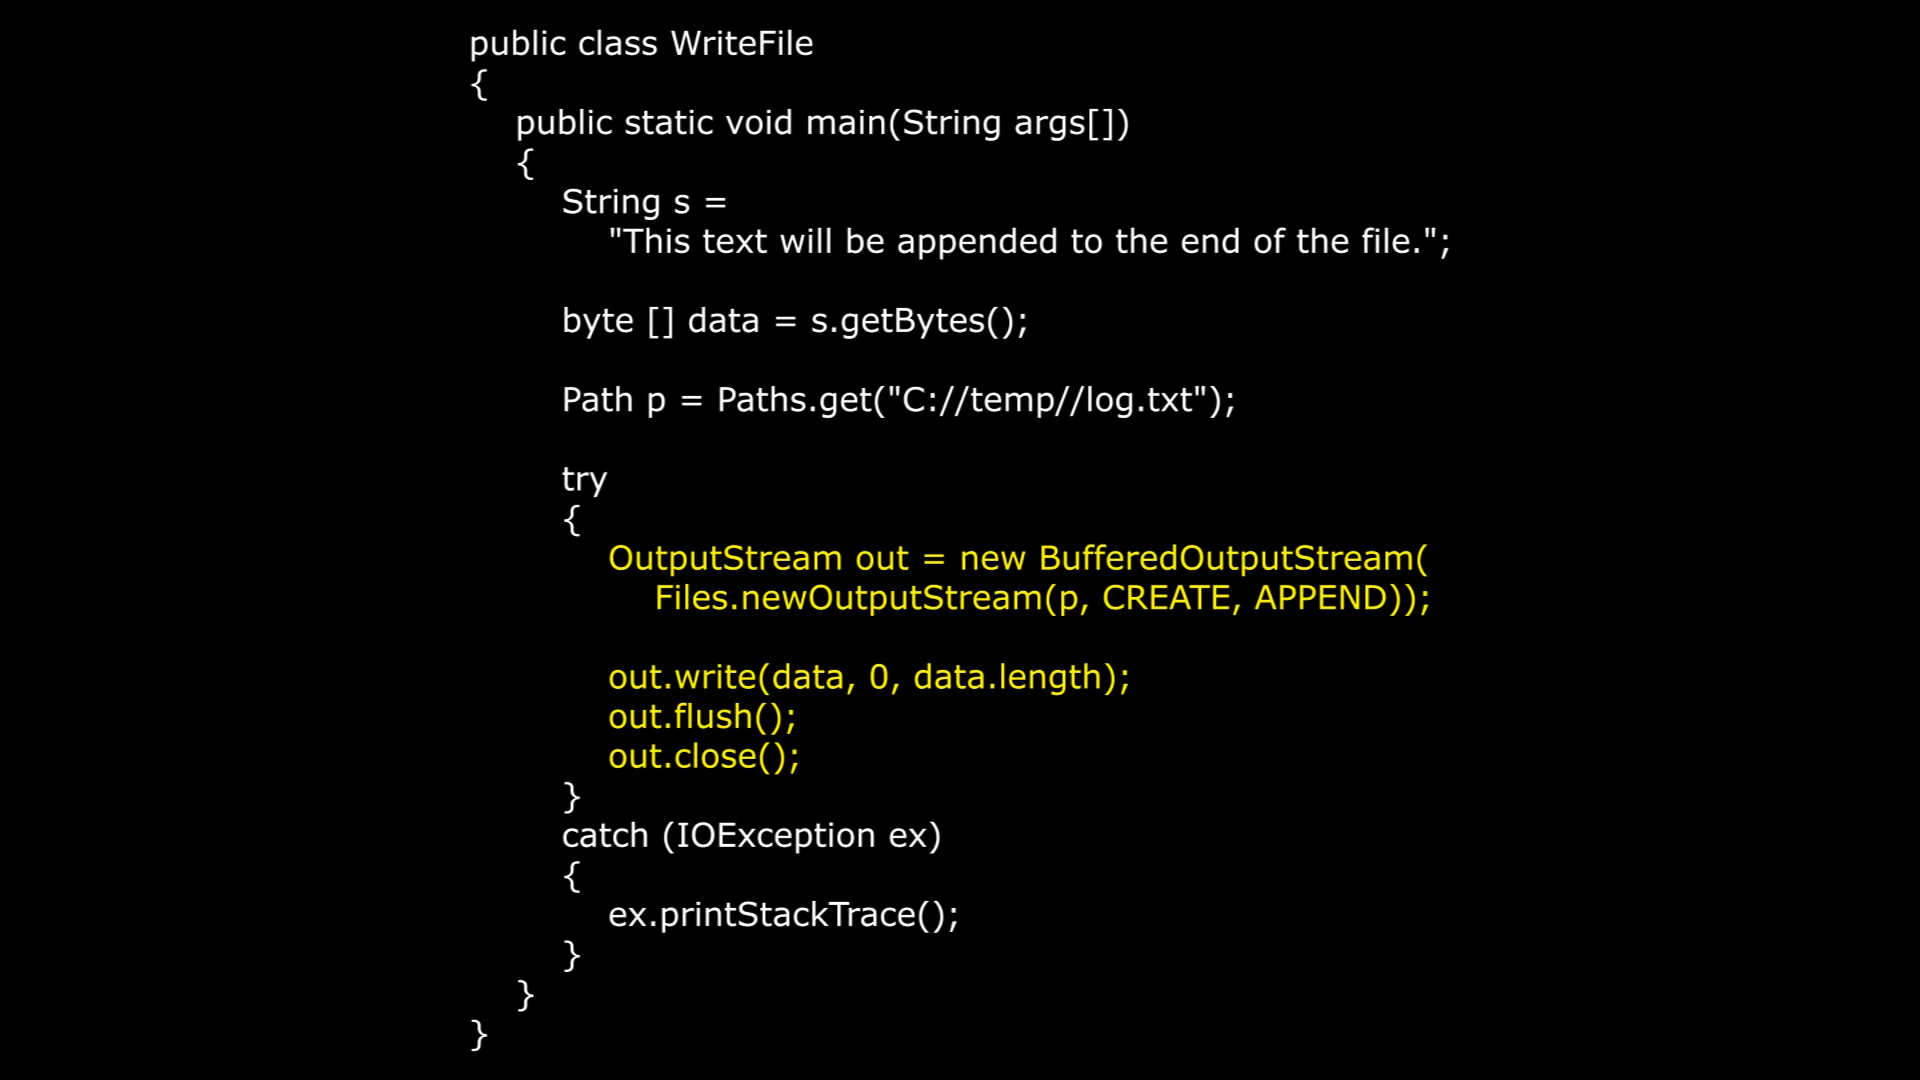 public class WriteFile
{
public static void main(String args[])
{
String s =
"This text will be appended to the end of the file.";
byte [] data = s.getBytes();
Path p = Paths.get("C://temp//log.txt");
try
{
OutputStream out = new BufferedOutputStream(
Files.newOutputStream(p, CREATE, APPEND));
out.write(data, 0, data.length);
out.flush();
out.close();
}
catch (IOException ex)
{
ex.printStackTrace();
}
}
}